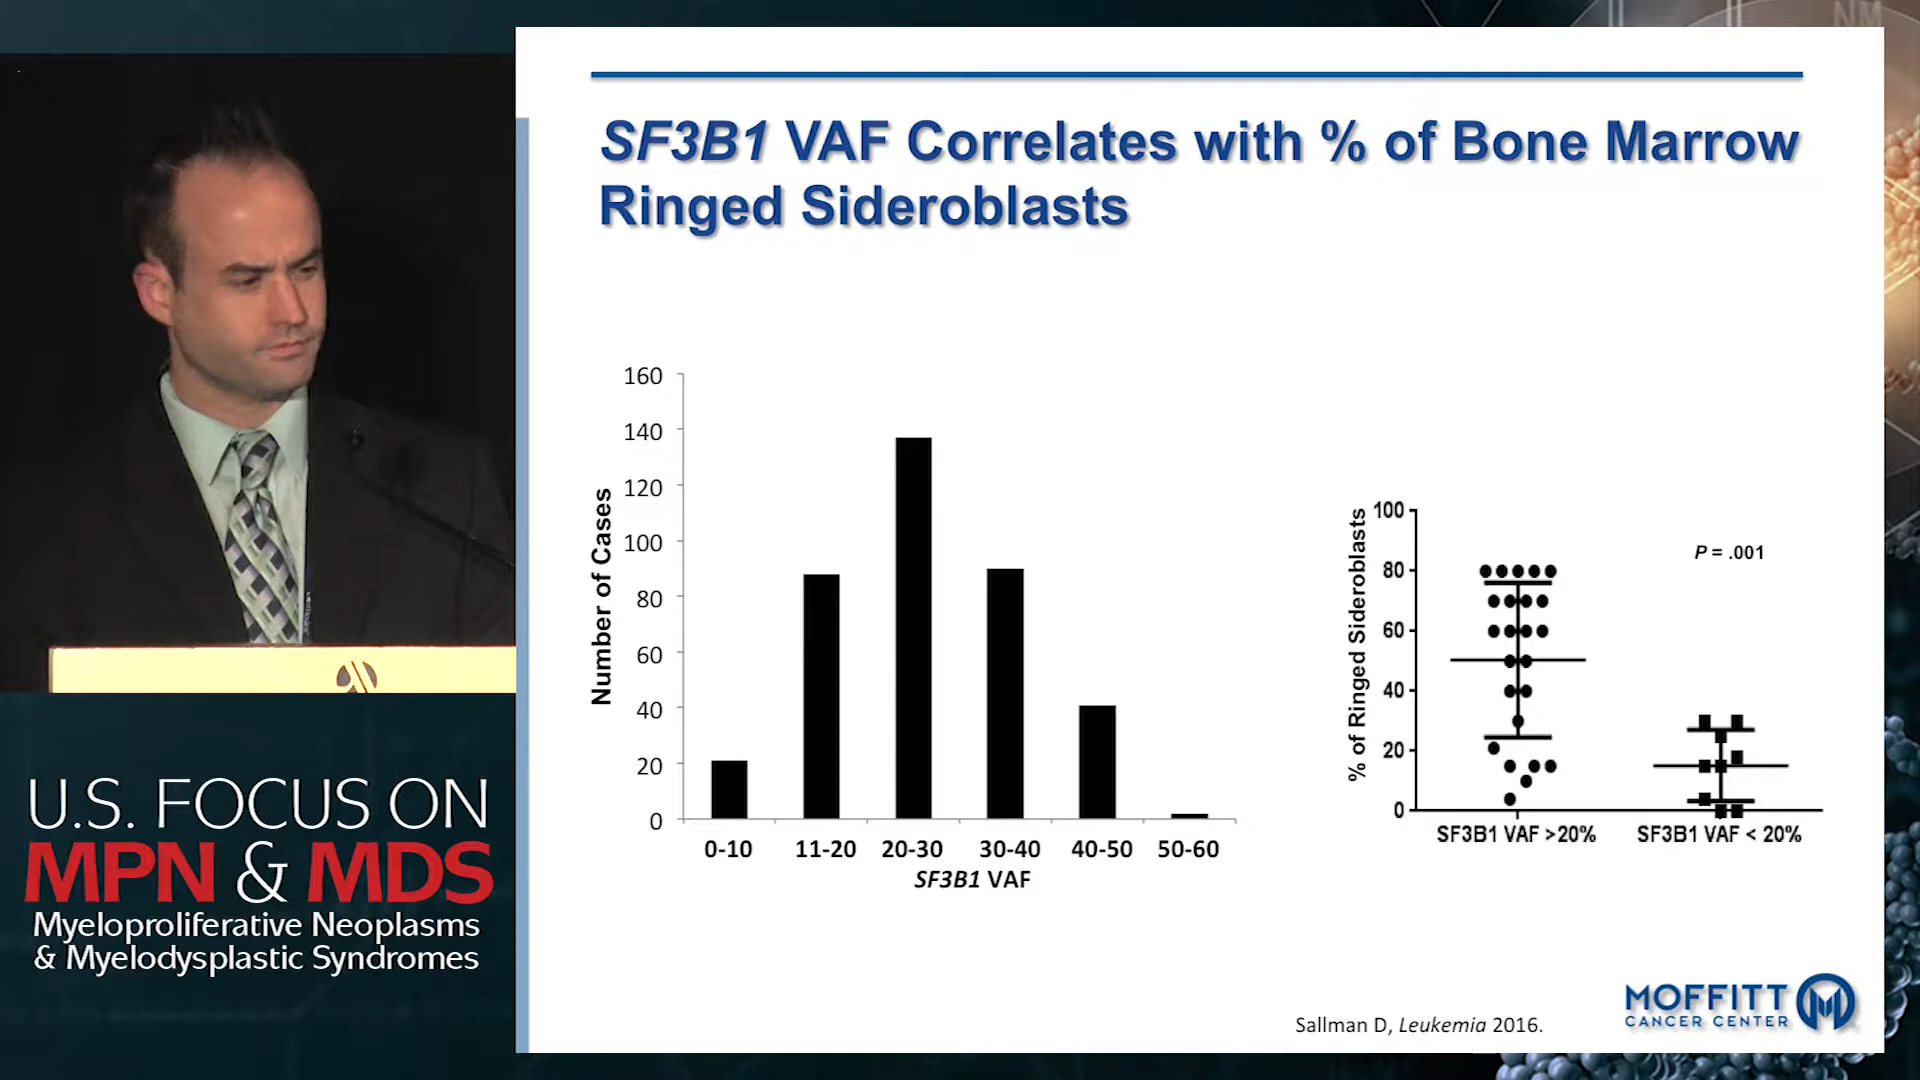 NM
SF3B1 VAF Correlates with % of Bone Marrow
Ringed Sideroblasts
160
140
120
100
80
60
40
20
0
Number of Cases
0-10 11-20 20-30 30-40 40-50 50-60
SF3B1 VAF
100
80
60
40
20
0
% of Ringed Sideroblasts
P = .001
SF3B1 VAF >20% SF3B1 VAF < 20%
U.S. FOCUS ON
MPN & MDS
Myeloproliferative Neoplasms
& Myelodysplastic Syndromes
Sallman D, Leukemia 2016.
MOFFITT
CANCER CENTER